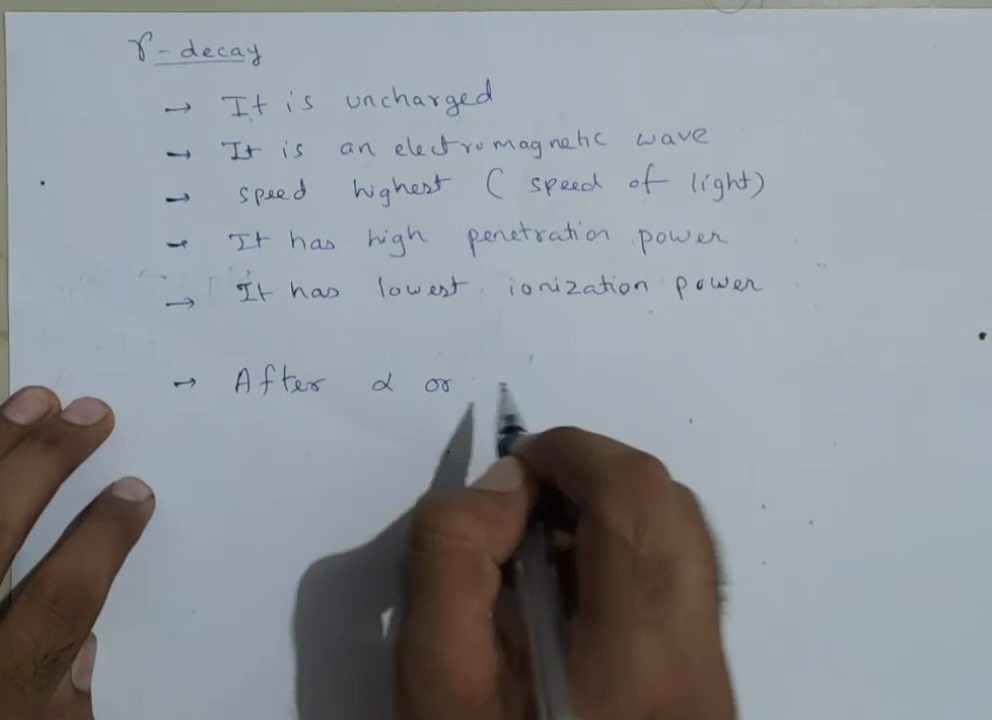 γ-decay
→ It is uncharged
→ It is an electromagnetic wave
→ speed highest ( speed of light)
→ It has high penetration power
→ It has lowest ionization power
→ After α or